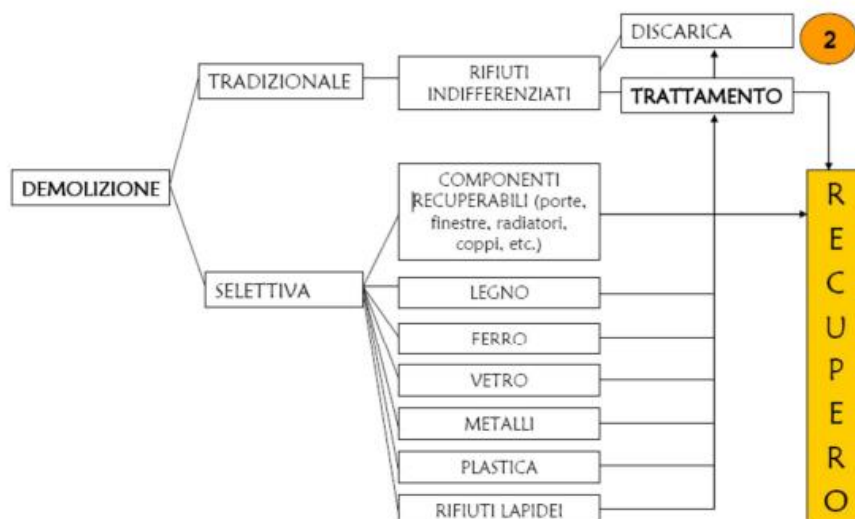 DISCARICA
2
TRADIZIONALE
RIFIUTI
INDIFFERENZIATI
TRATTAMENTO
DEMOLIZIONE
COMPONENTI
RECUPERABILI (porte,
finestre, radiatori,
coppi, etc.)
SELETTIVA
LEGNO
FERRO
VETRO
METALLI
PLASTICA
RIFIUTI LAPIDEI
R
E
C
U
P
E
R
O